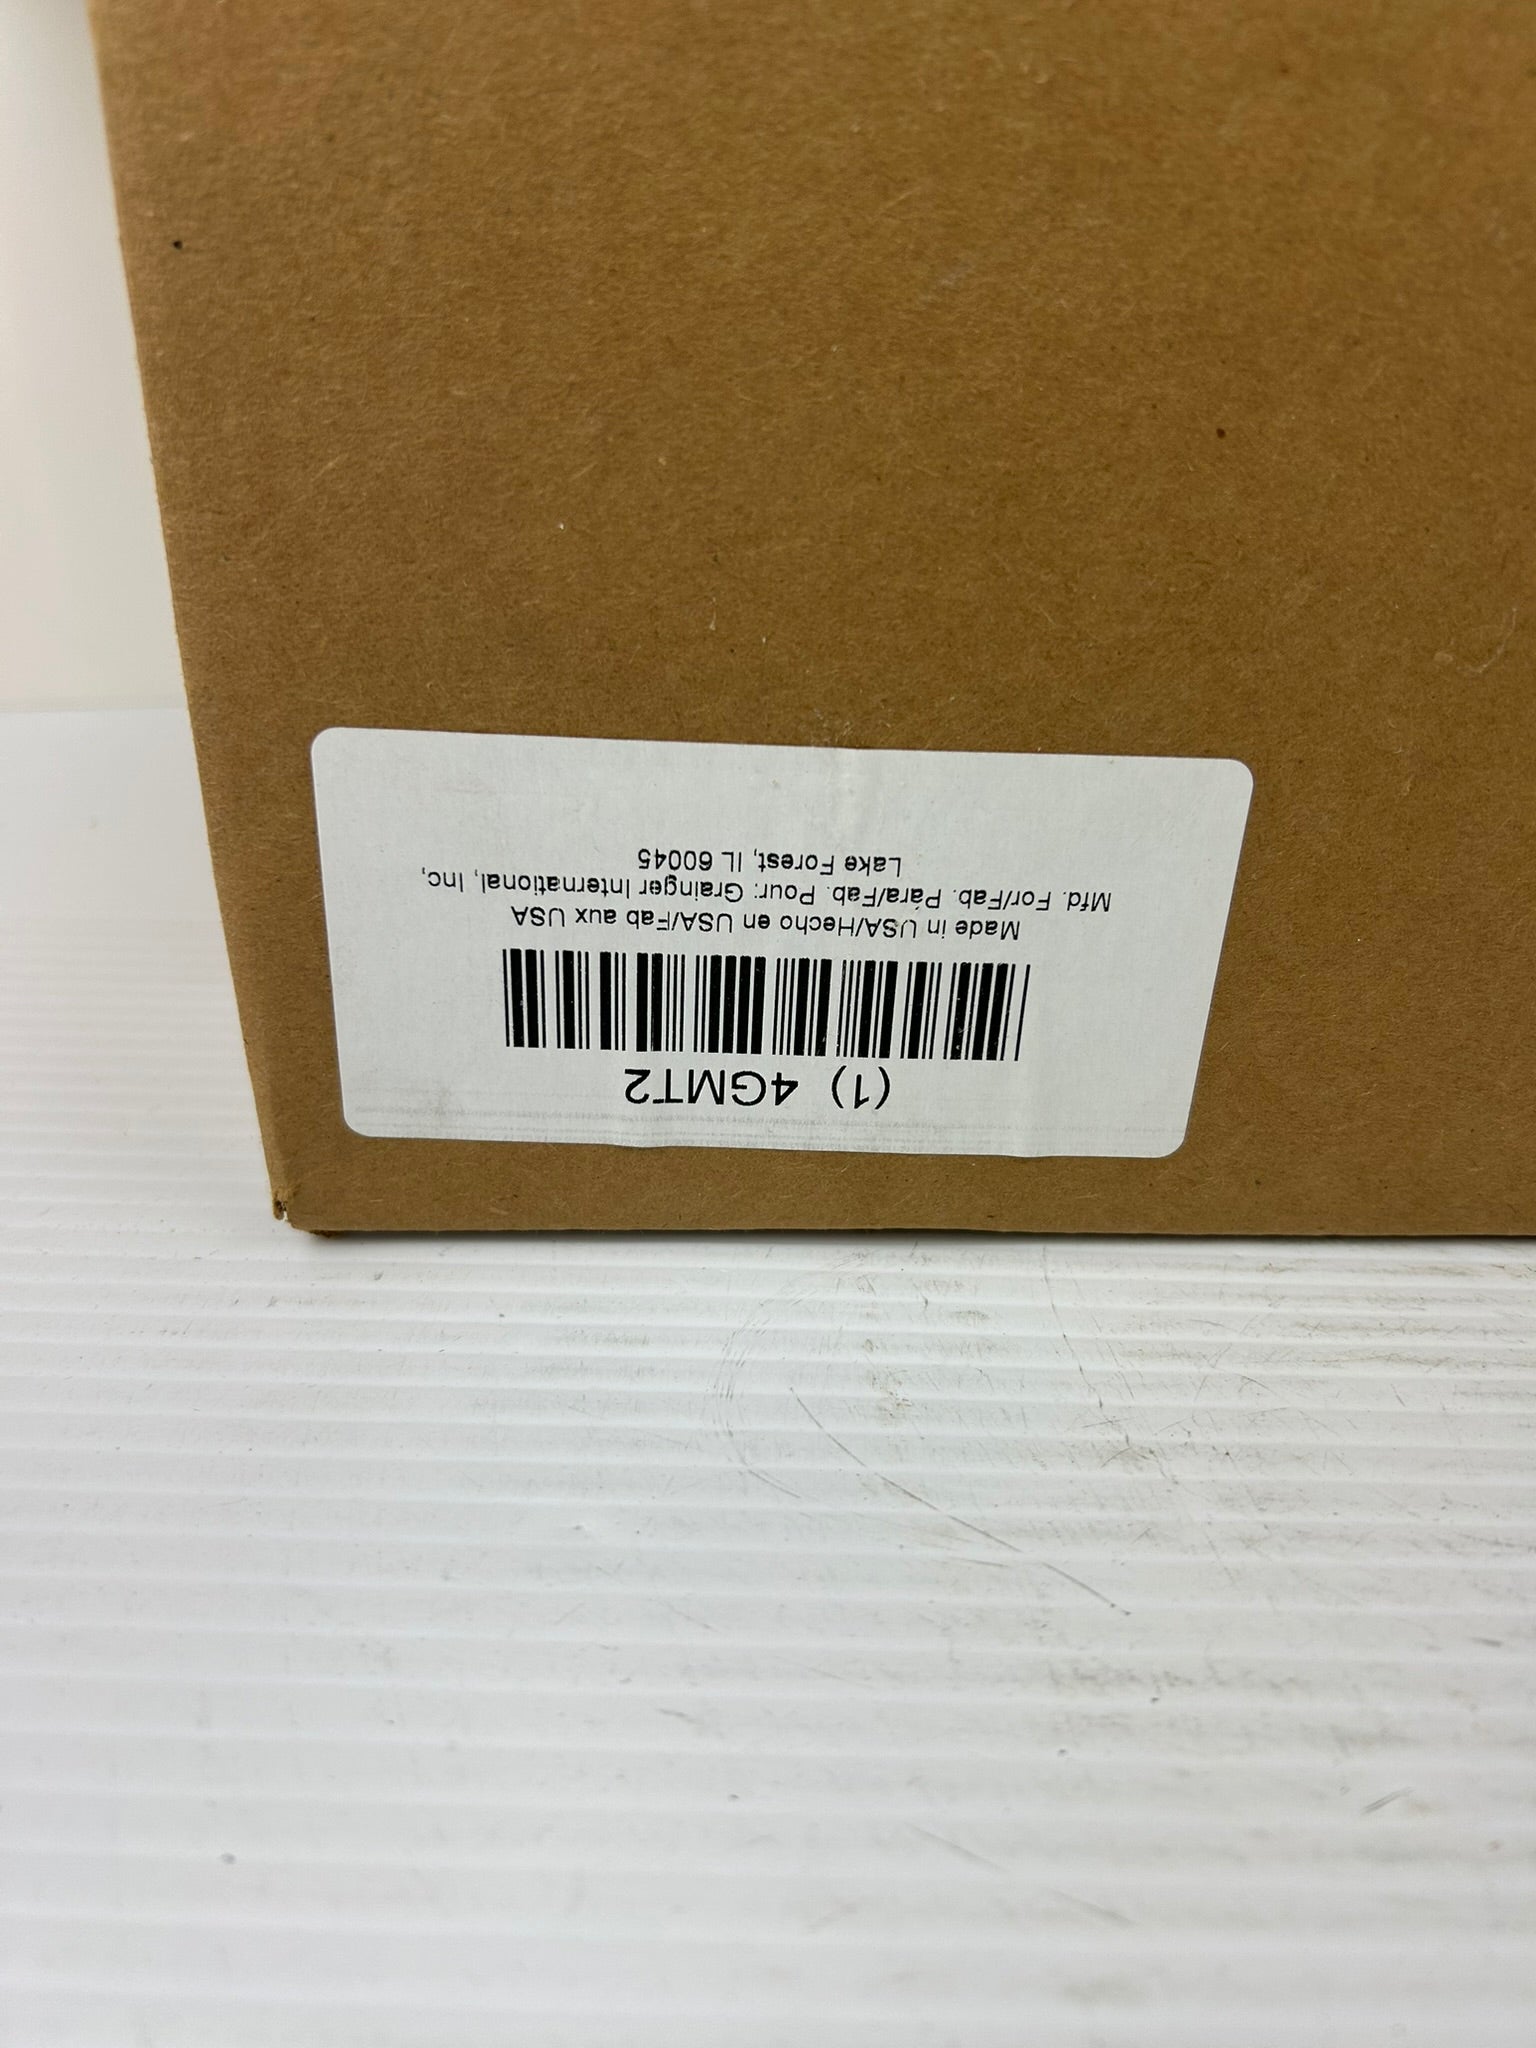 (1) 4GMT2
Made in USA/Hecho en USA/Fab aux USA
Mfd. For/Fab. Pára/Fab. Pour: Grainger International, Inc,
Lake Forest, IL 60045